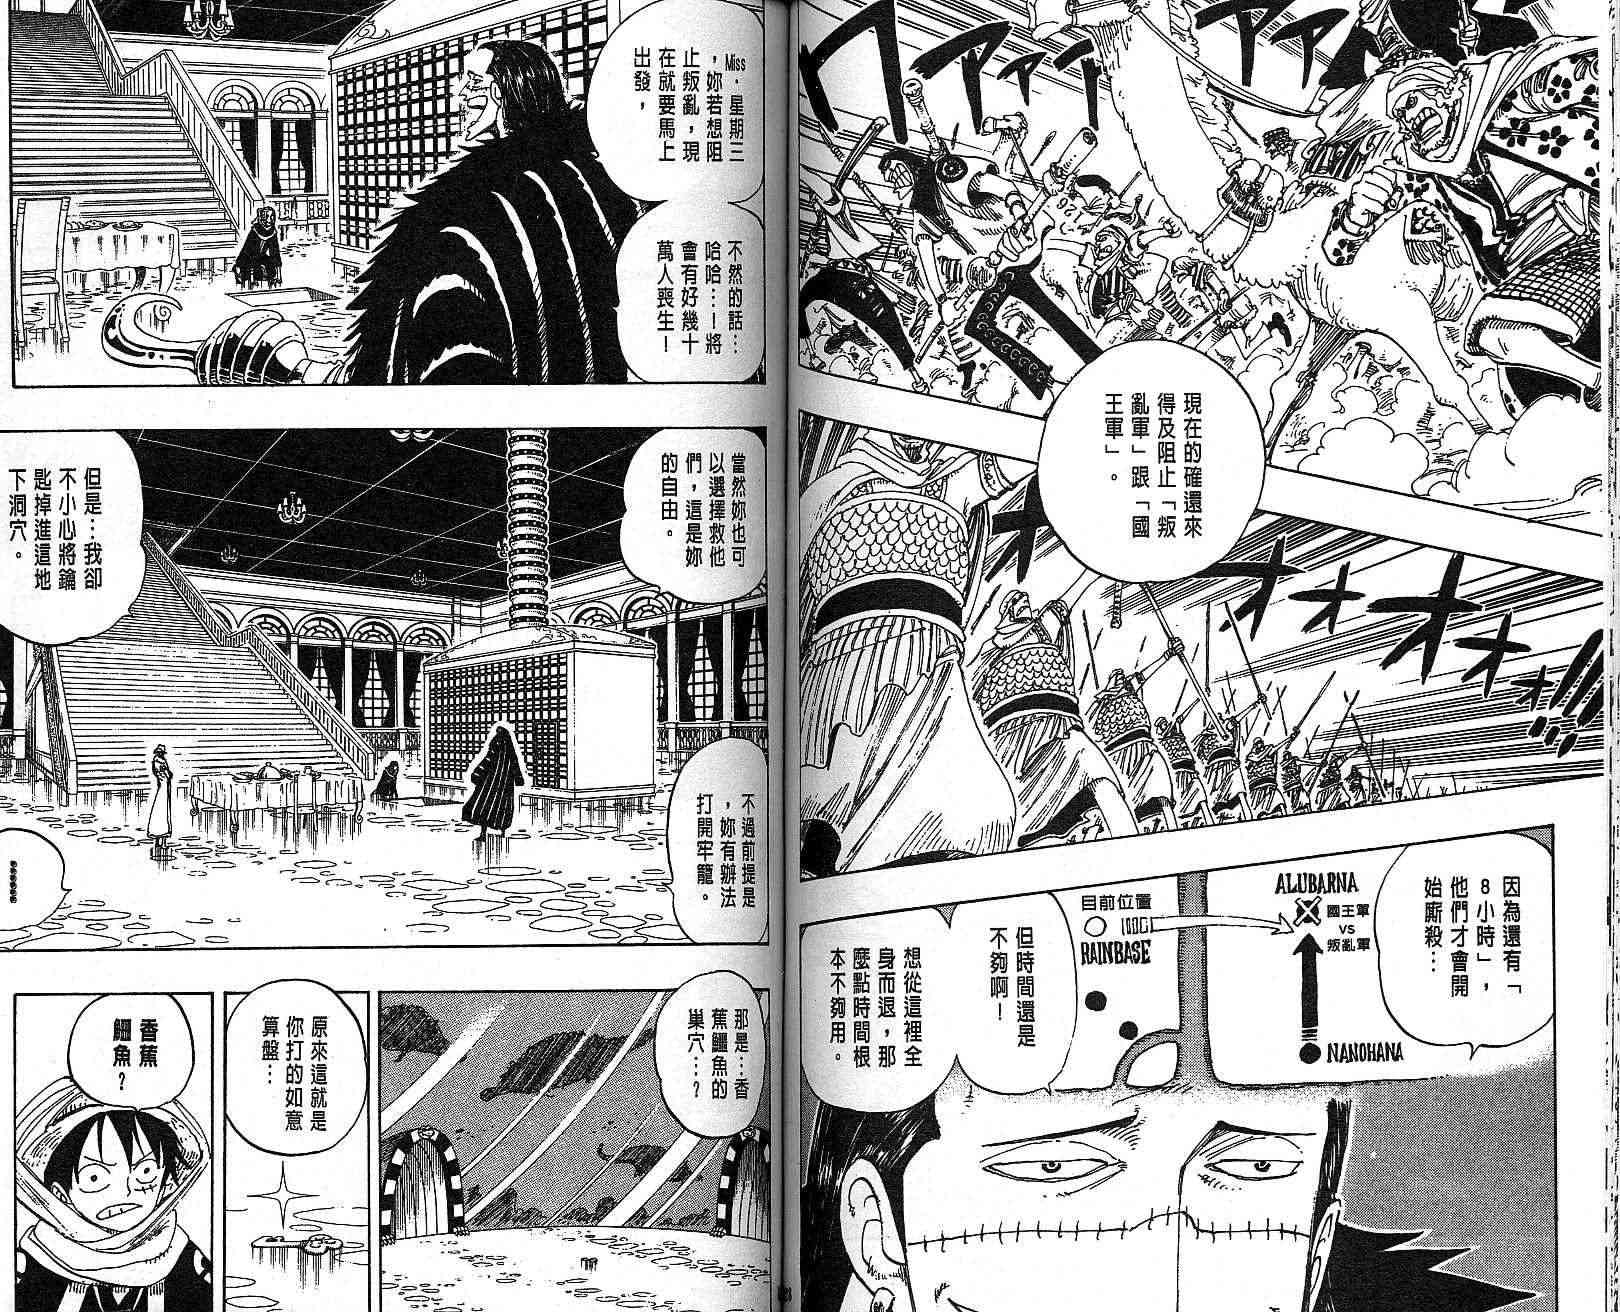 現在的確還來
得及阻止「叛
亂軍」跟「國
王軍」。
因為還有「
8小時」，
他們才會開
始廝殺…
ALUBARNA
國王軍
VS
叛亂軍
目前位置
RAINBASE
NANOHANA
但時間還是
不夠啊！
想從這裡全
身而退，那
麼點時間根
本不夠用。
Miss・星期三
，妳若想阻
止叛亂，現
在就要馬上
出發，
不然的話…
哈哈…！將
會有好幾十
萬人喪生！
當然妳也可
以選擇救他
們，這是妳
的自由。
但是…我卻
不小心將鑰
匙掉進這地
下洞穴。
不過前提是
，妳有辦法
打開牢籠。
………
那是…香
蕉鱷魚的
巢穴…？
原來這就是
你打的如意
算盤…
香蕉
鱷魚？